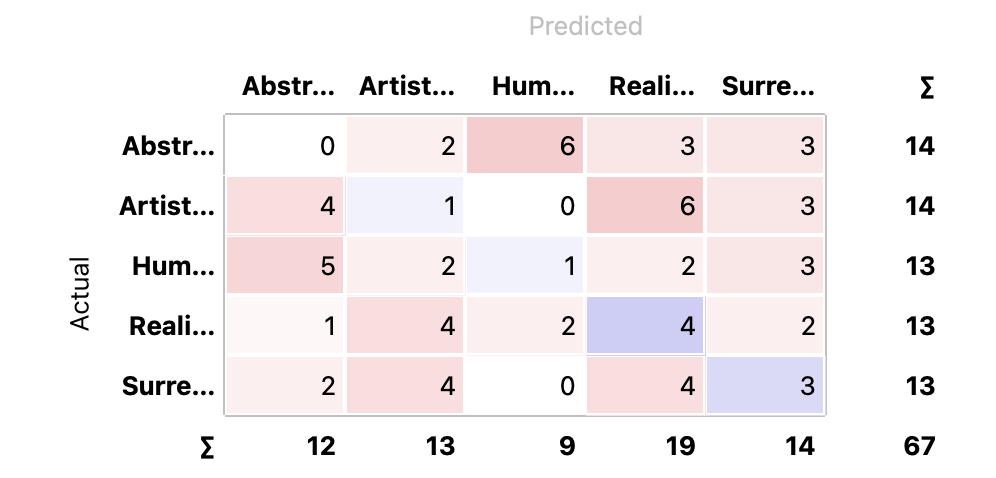 Predicted
Abstr... Artist... Hum... Reali... Surre... Σ
Abstr... 0 2 6 3 3 14
Artist... 4 1 0 6 3 14
Hum... 5 2 1 2 3 13
Actual
Reali... 1 4 2 4 2 13
Surre... 2 4 0 4 3 13
Σ 12 13 9 19 14 67